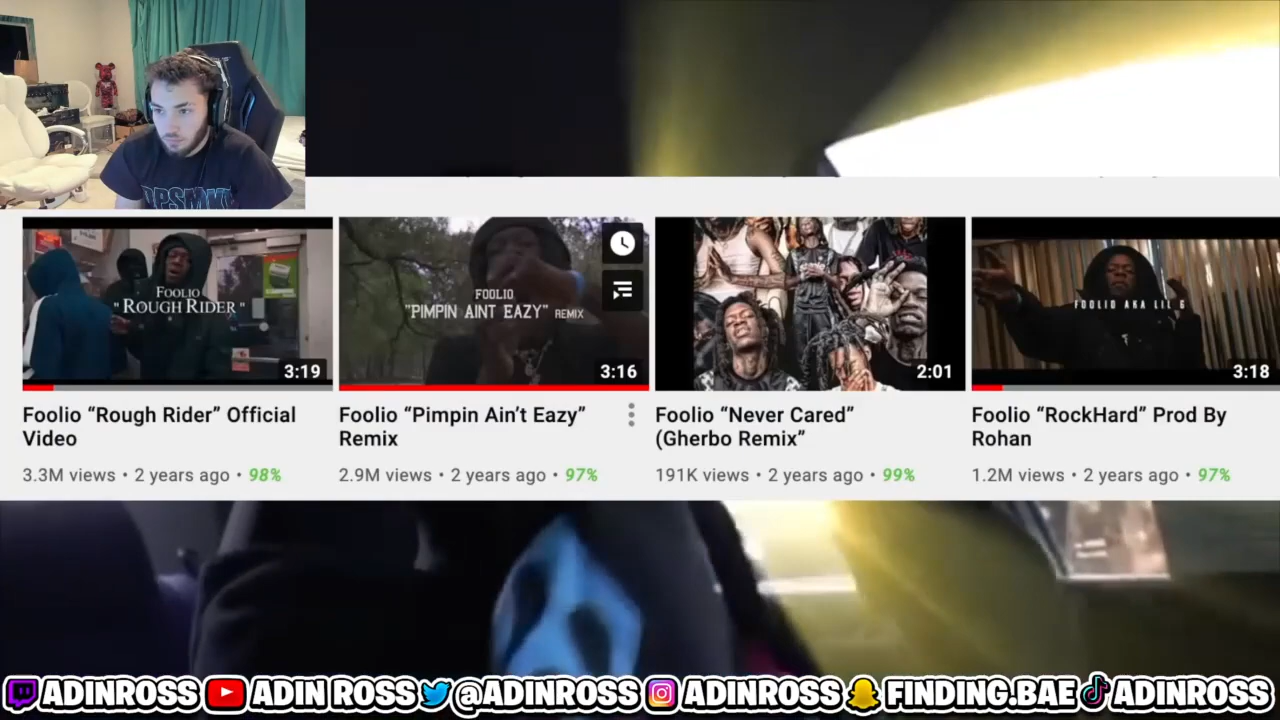 FOOLIO
"ROUGH RIDER"
3:19
FOOLIO
"PIMPIN AINT EAZY" REMIX
3:16
2:01
FOOLIO AKA LIL 6
3:18
Foolio “Rough Rider” Official
Video
3.3M views • 2 years ago • 98%
Foolio “Pimpin Ain’t Eazy”
Remix
2.9M views • 2 years ago • 97%
Foolio “Never Cared”
(Gherbo Remix”
191K views • 2 years ago • 99%
Foolio “RockHard” Prod By
Rohan
1.2M views • 2 years ago • 97%
ADINROSS ADIN ROSS @ADINROSS ADINROSS FINDING.BAE ADINROSS